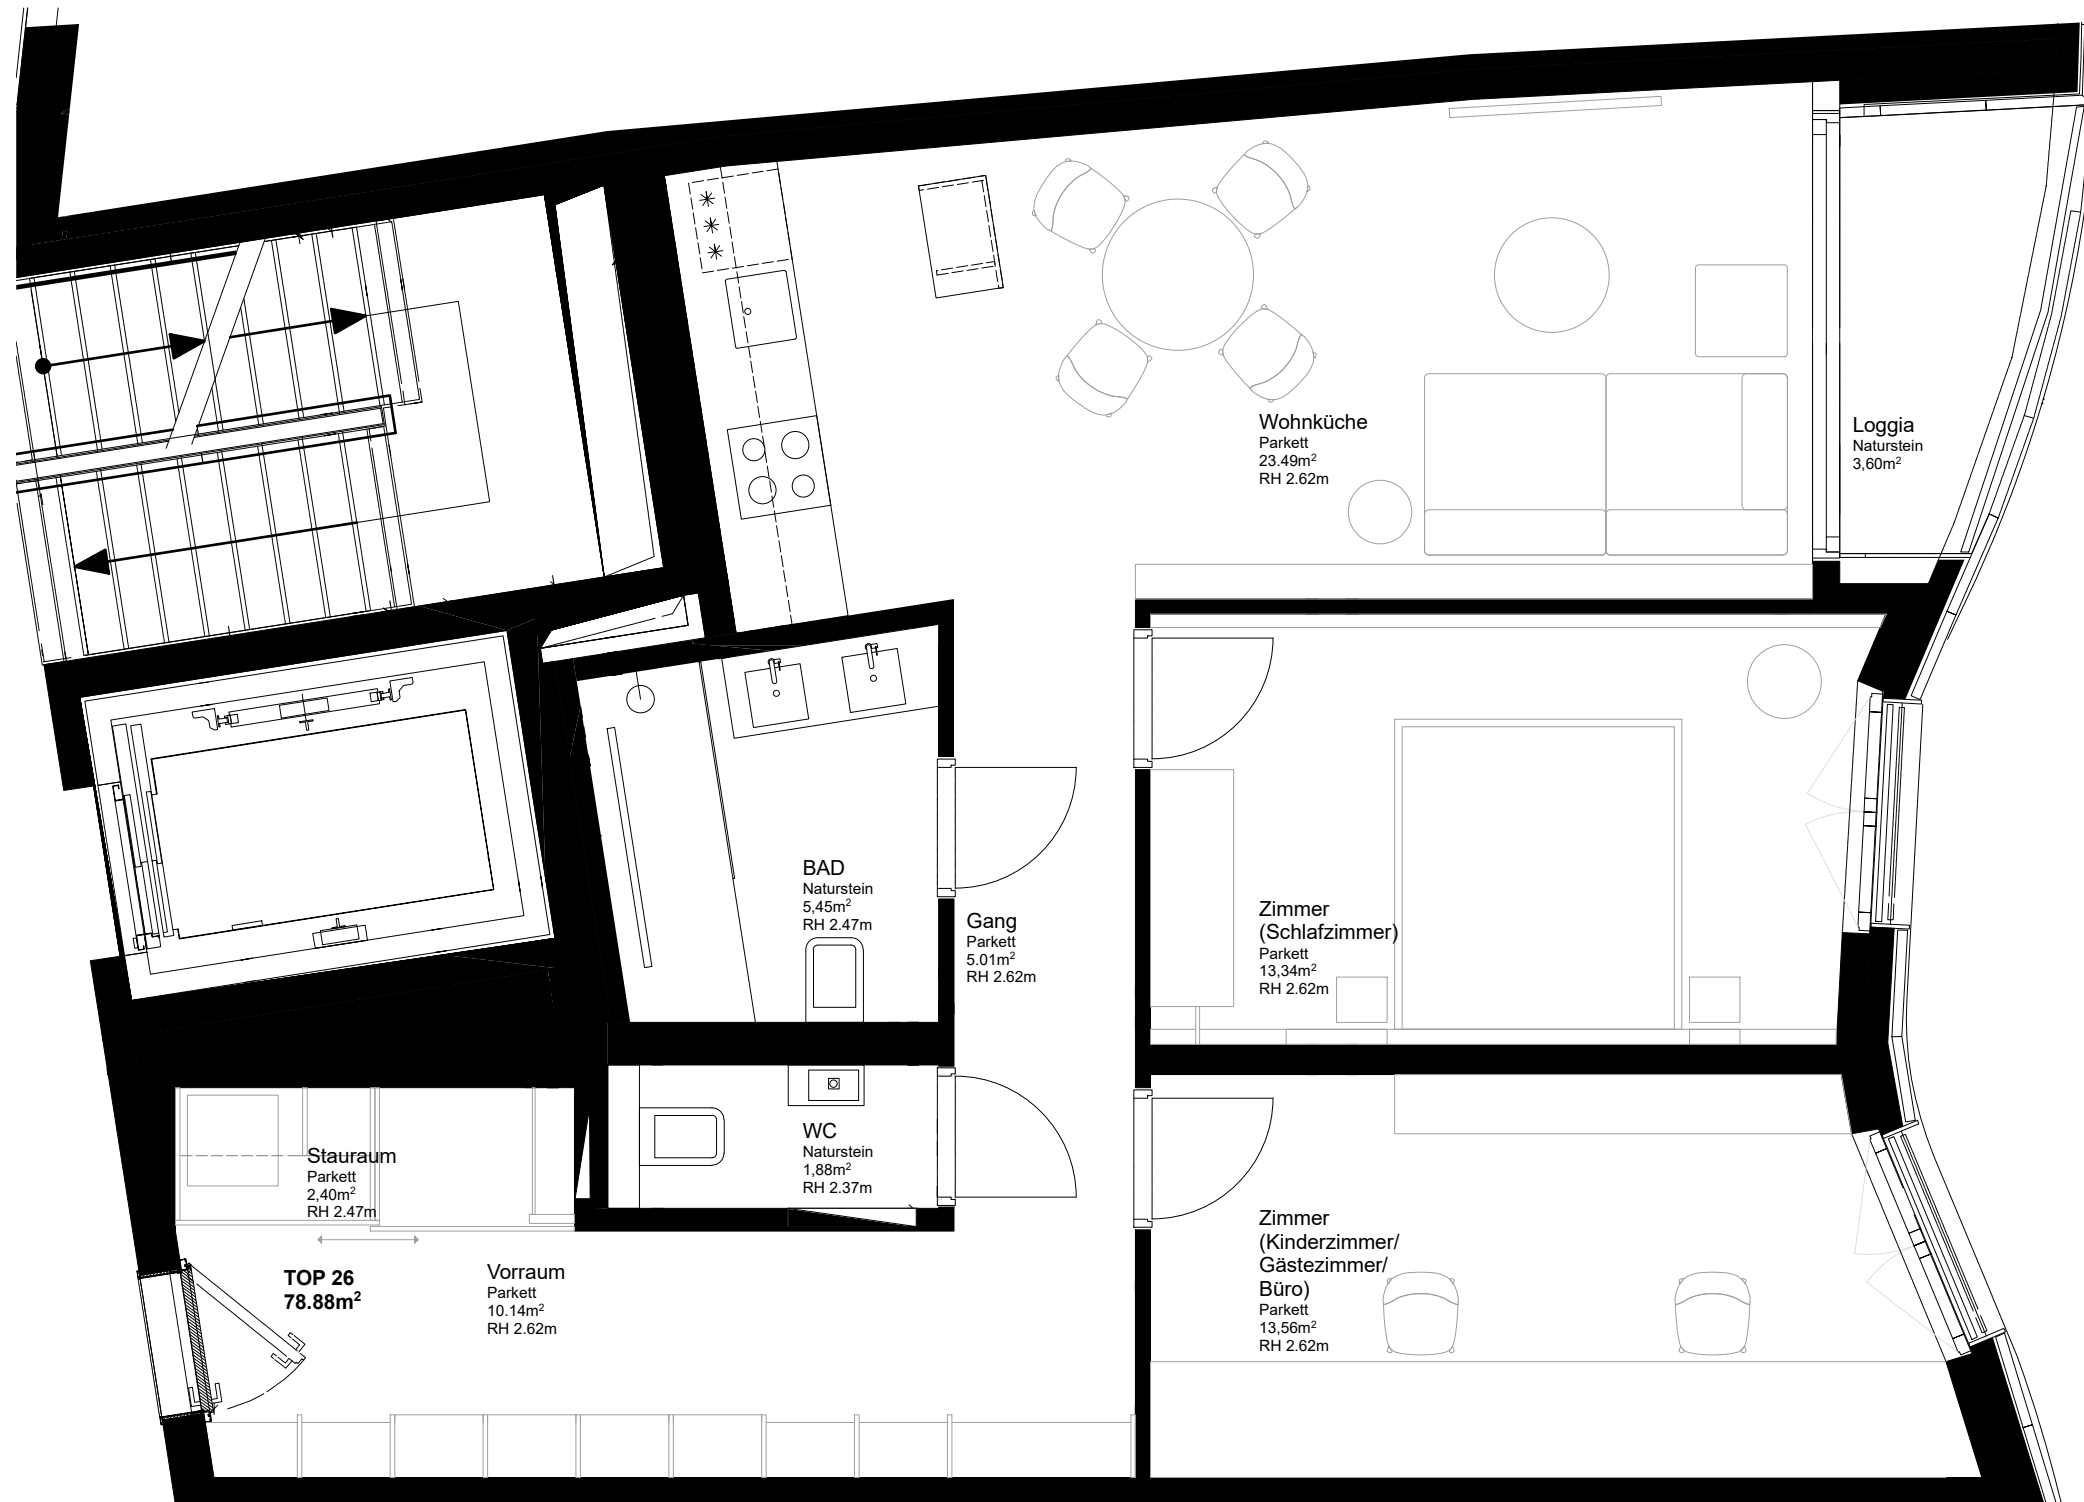 Wohnküche
Parkett
23.49m²
RH 2.62m
Loggia
Naturstein
3,60m²
BAD
Naturstein
5,45m²
RH 2.47m
Gang
Parkett
5.01m²
RH 2.62m
Zimmer
(Schlafzimmer)
Parkett
13,34m²
RH 2.62m
WC
Naturstein
1,88m²
RH 2.37m
Stauraum
Parkett
2,40m²
RH 2.47m
TOP 26
78.88m²
Vorraum
Parkett
10.14m²
RH 2.62m
Zimmer
(Kinderzimmer/
Gästezimmer/
Büro)
Parkett
13,56m²
RH 2.62m